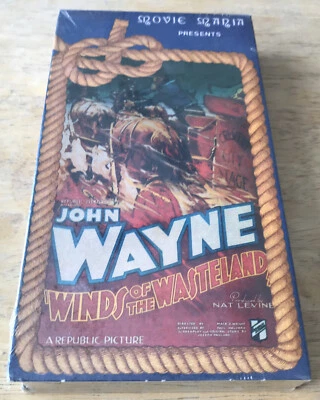 MOVIE MANIA
PRESENTS
JOHN
WAYNE
'WINDS OF
THE WASTELAND'
NAT LEVINE
A REPUBLIC PICTURE